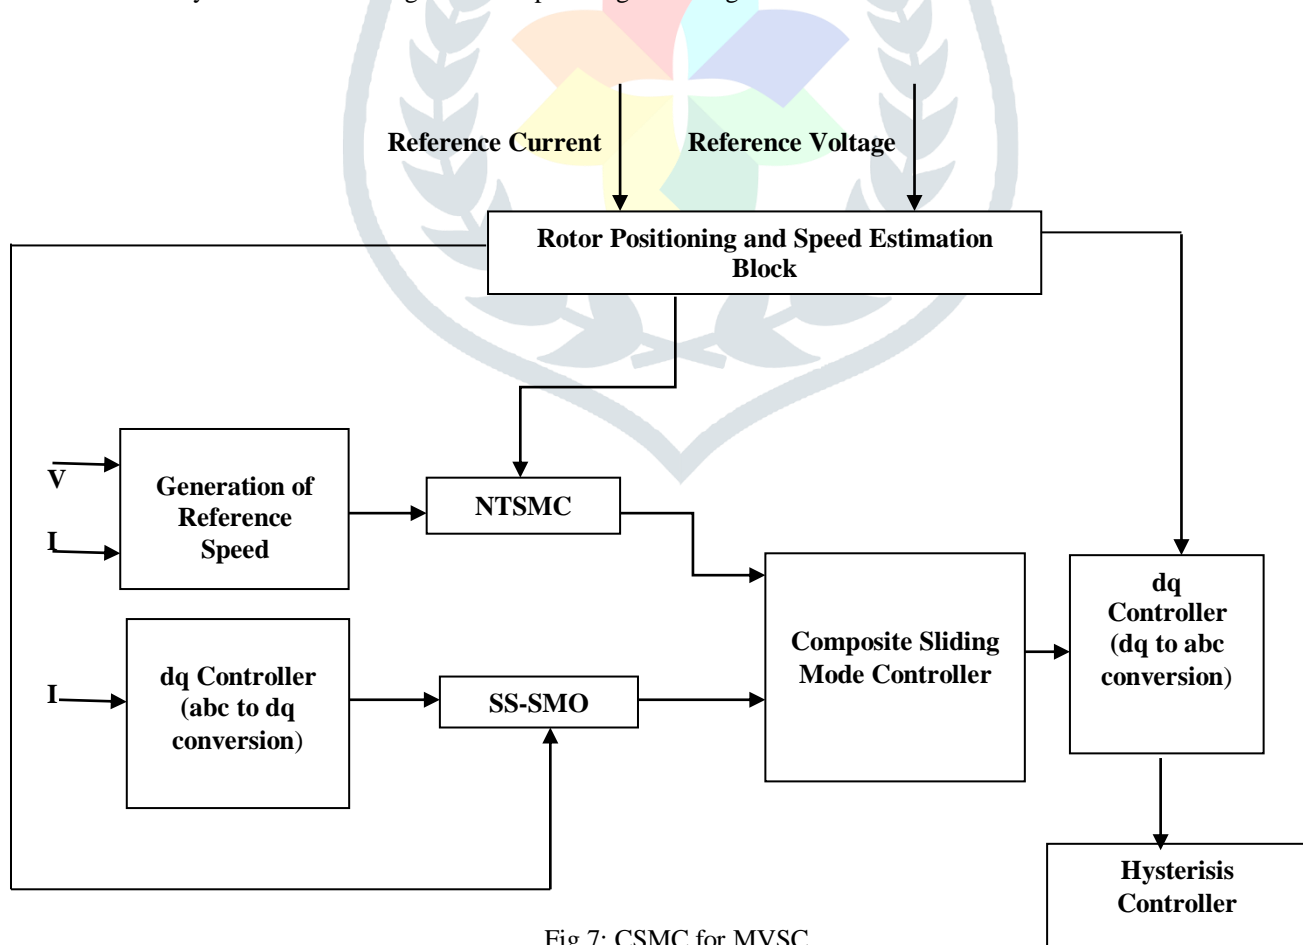 Reference Current
Reference Voltage
Rotor Positioning and Speed Estimation
Block
V
I
Generation of
Reference
Speed
NTSMC
dq
Controller
(dq to abc
conversion)
Composite Sliding
Mode Controller
I
dq Controller
(abc to dq
conversion)
SS-SMO
Hysterisis
Controller
Fig 7: CSMC for MVSC